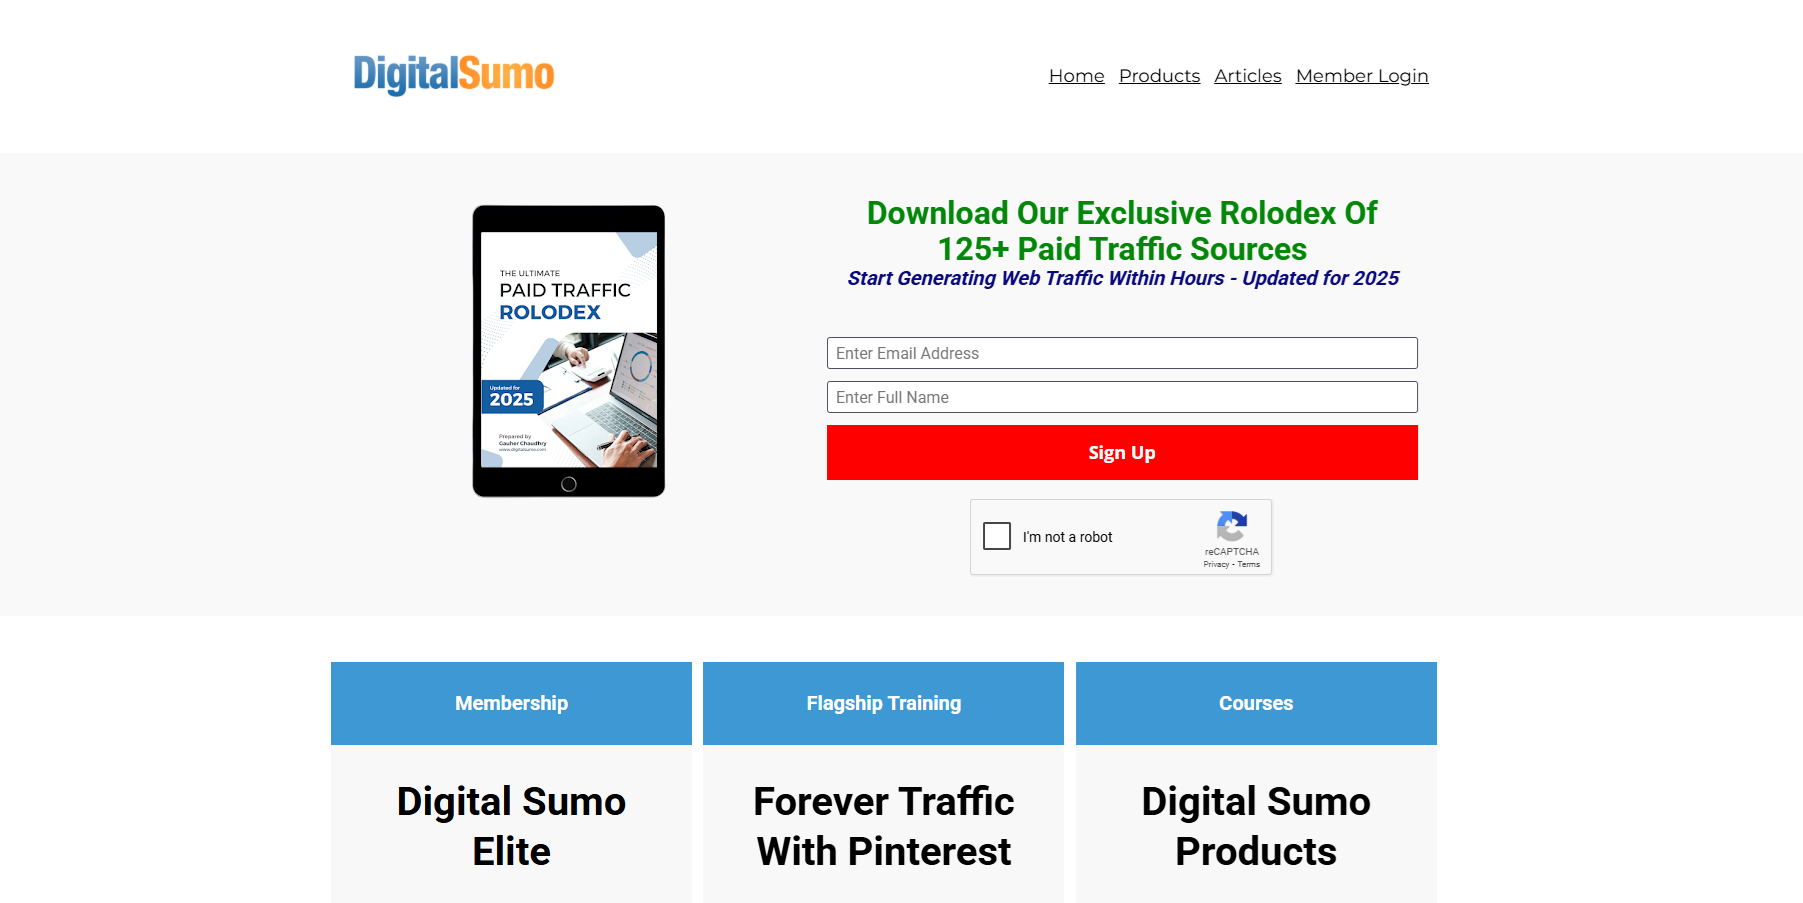 DigitalSumo
Home Products Articles Member Login
THE ULTIMATE
PAID TRAFFIC
ROLODEX
Updated for
2025
Prepared by
Gauher Chaudhry
www.digitalsumo.com
Download Our Exclusive Rolodex Of
125+ Paid Traffic Sources
Start Generating Web Traffic Within Hours - Updated for 2025
Enter Email Address
Enter Full Name
Sign Up
I'm not a robot
reCAPTCHA
Privacy - Terms
Membership
Digital Sumo
Elite
Flagship Training
Forever Traffic
With Pinterest
Courses
Digital Sumo
Products